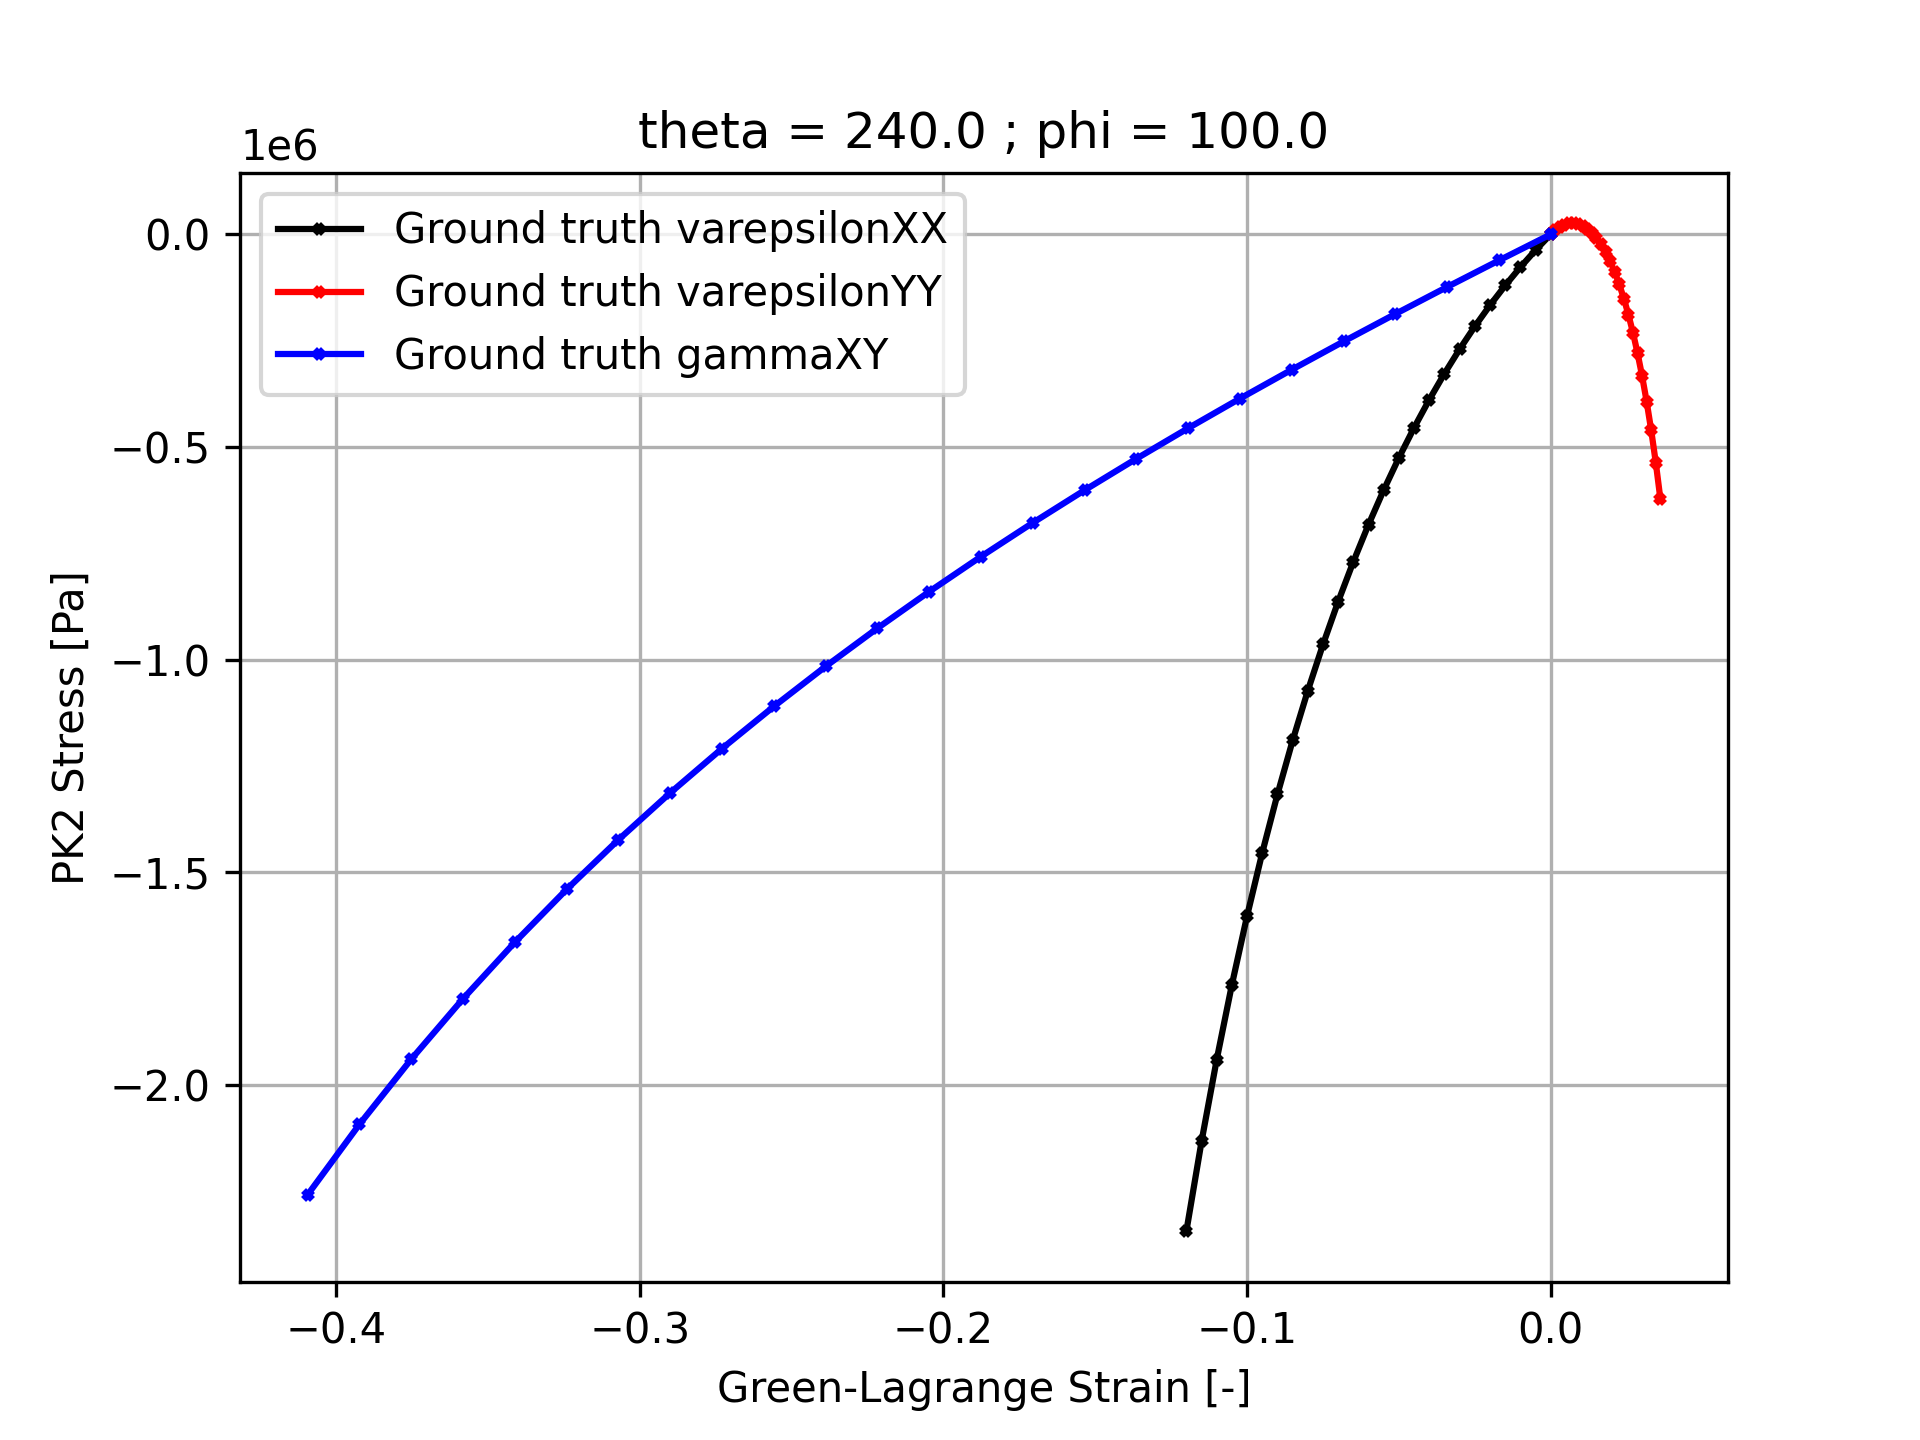 theta = 240.0 ; phi = 100.0
1e6
Ground truth varepsilonXX
Ground truth varepsilonYY
Ground truth gammaXY
0.0
−0.5
−1.0
−1.5
−2.0
PK2 Stress [Pa]
−0.4 −0.3 −0.2 −0.1 0.0
Green-Lagrange Strain [-]